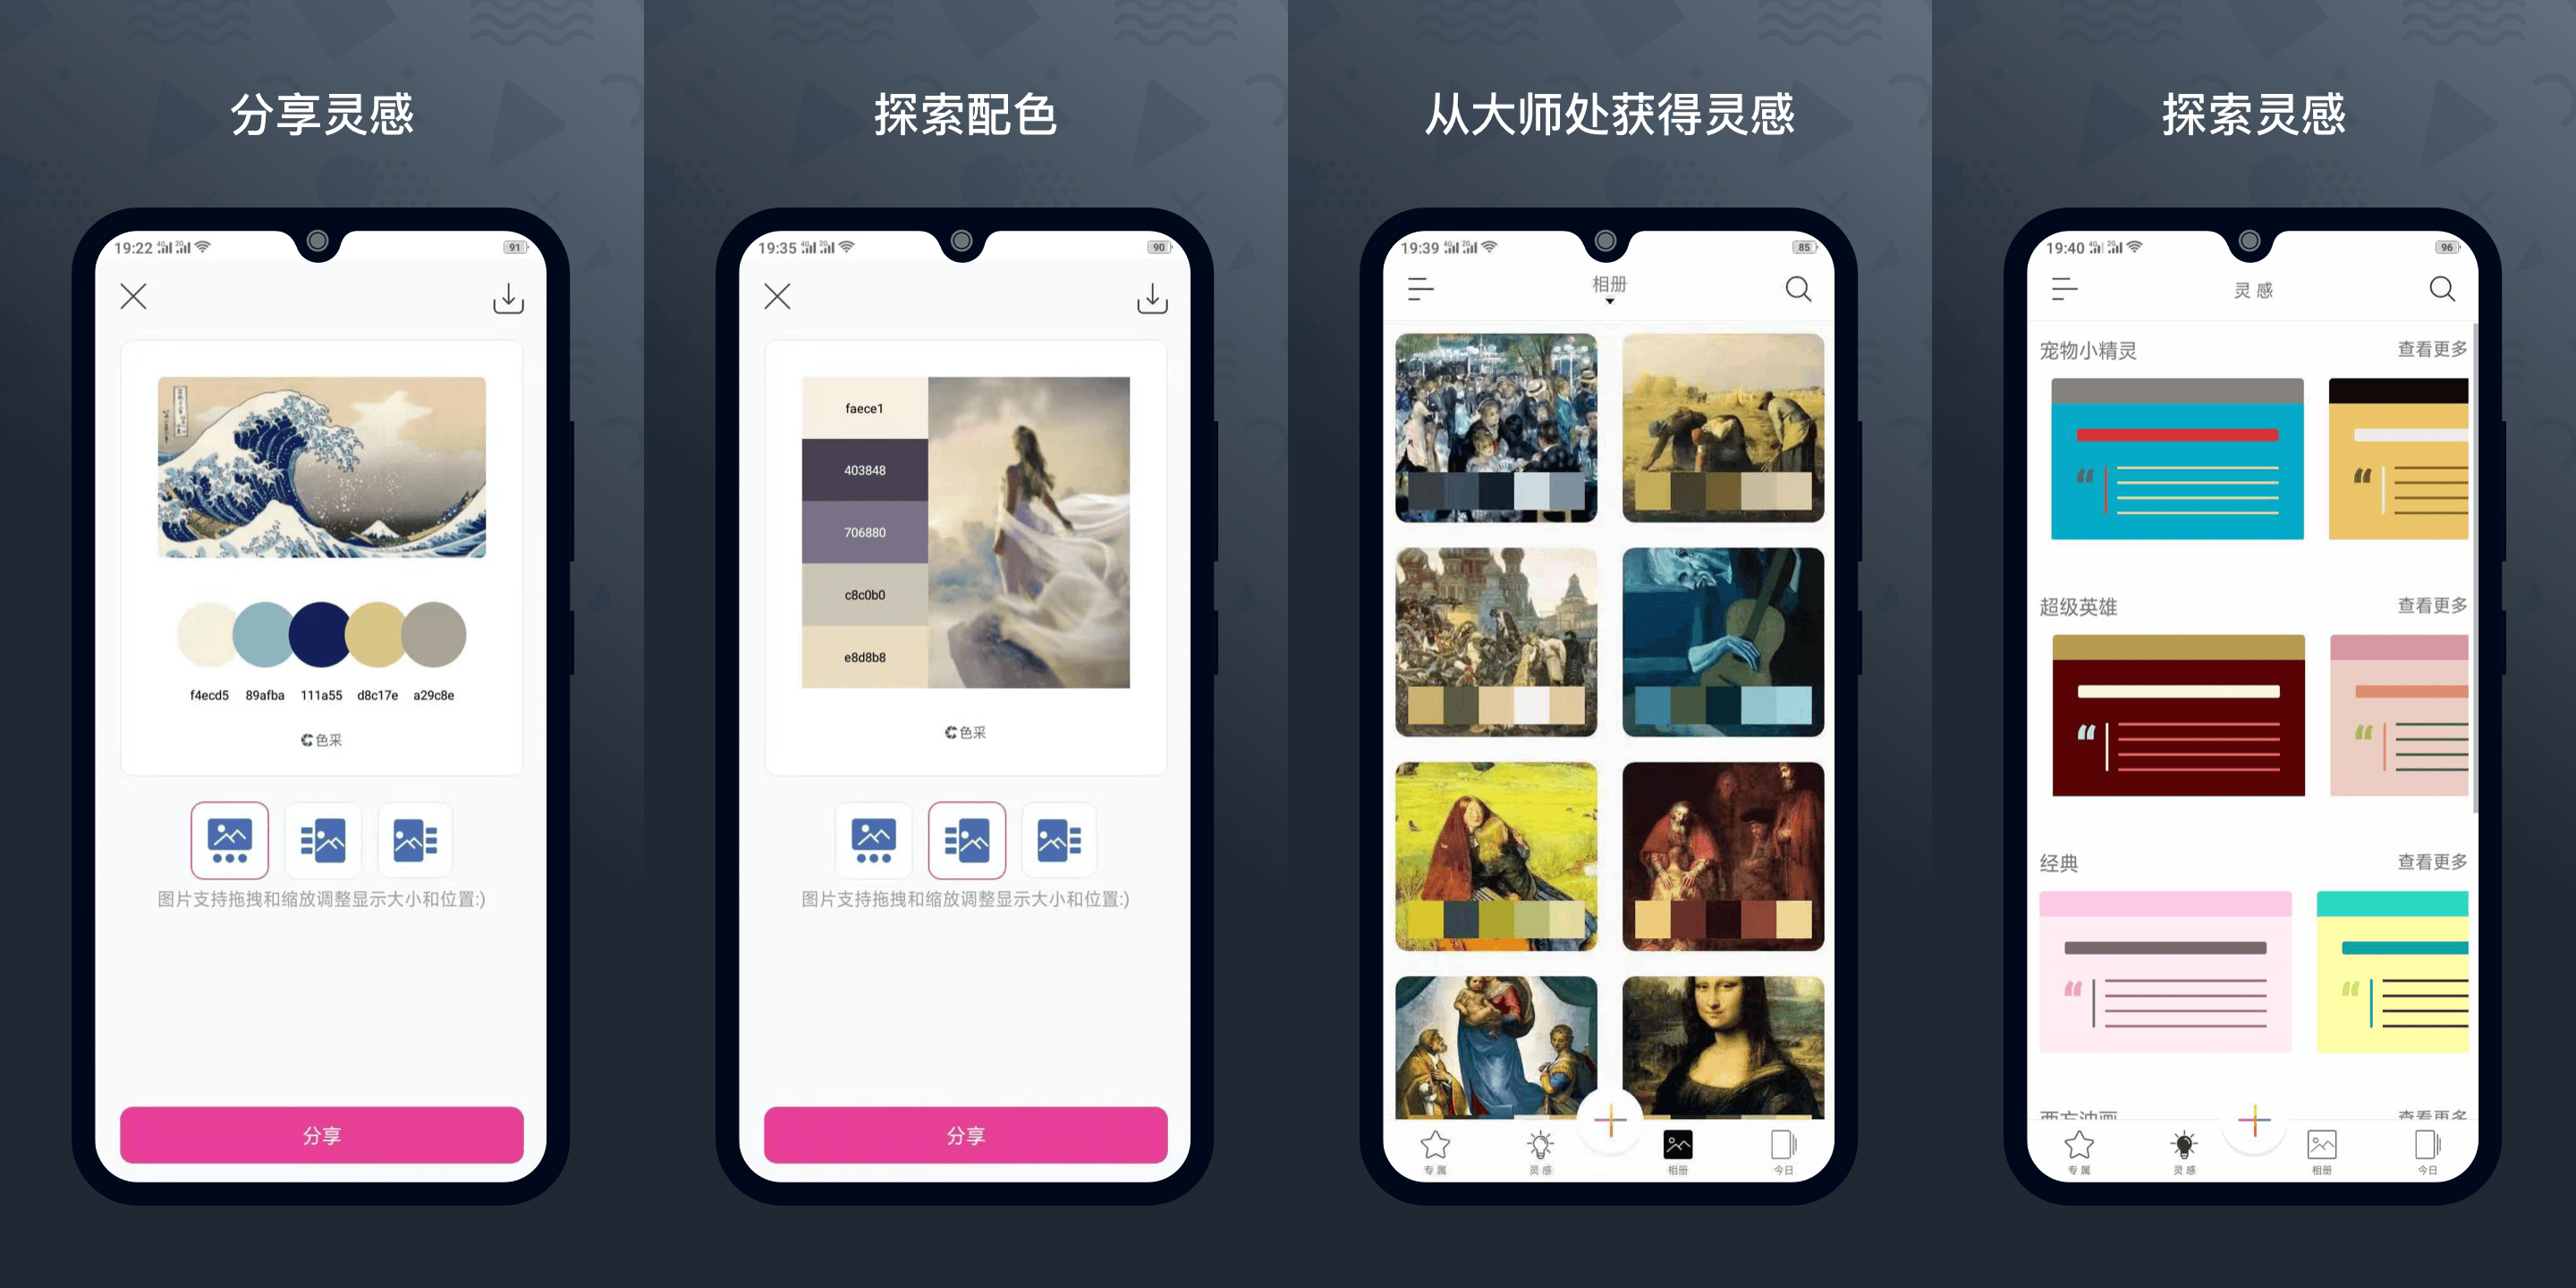 分享灵感
19:22
91
f4ecd5 89afba 111a55 d8c17e a29c8e
色采
图片支持拖拽和缩放调整显示大小和位置:)
分享
探索配色
19:35
90
faece1
403848
706880
c8c0b0
e8d8b8
色采
图片支持拖拽和缩放调整显示大小和位置:)
分享
从大师处获得灵感
19:39
85
相册
专属 灵感 相册 今日
探索灵感
19:40
96
灵感
宠物小精灵 查看更多
超级英雄 查看更多
经典 查看更多
西方油画 查看更多
专属 灵感 相册 今日